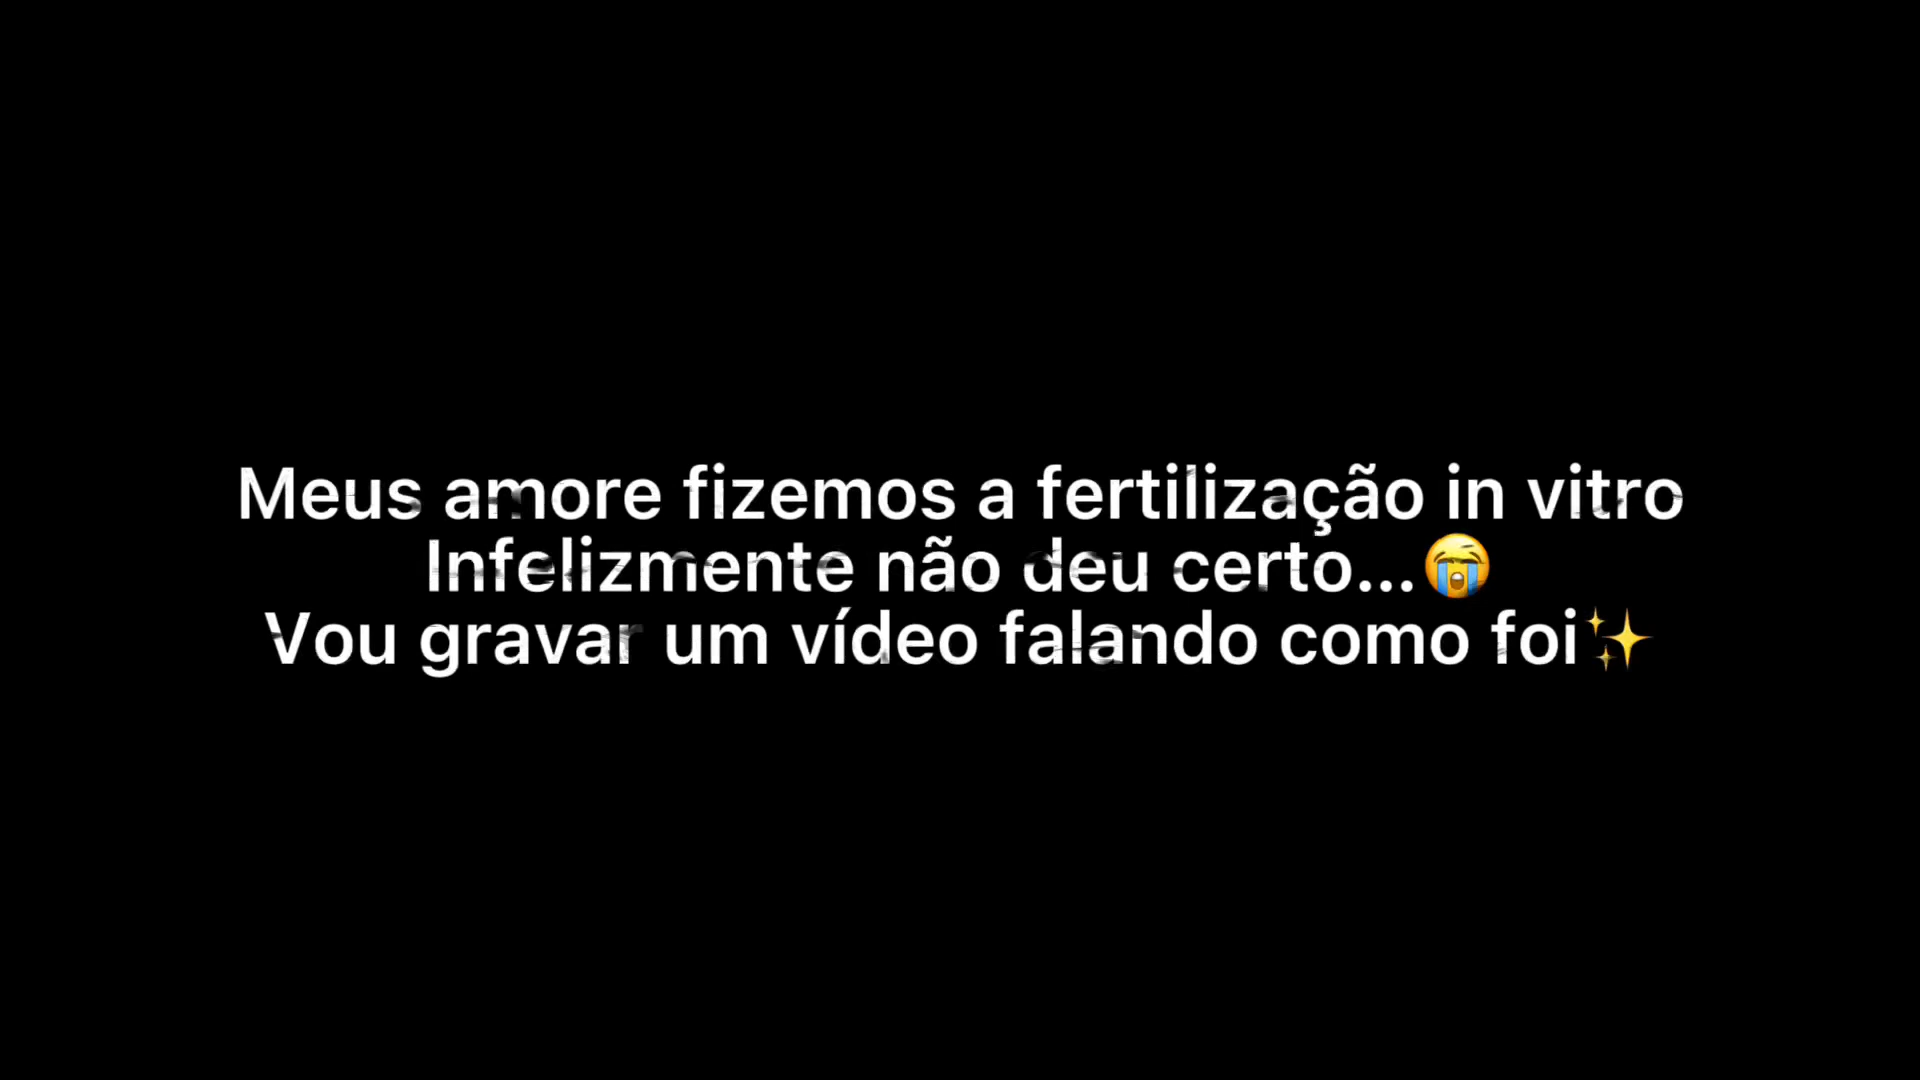 Meus amore fizemos a fertilização in vitro
Infelizmente não deu certo...😭
Vou gravar um vídeo falando como foi✨